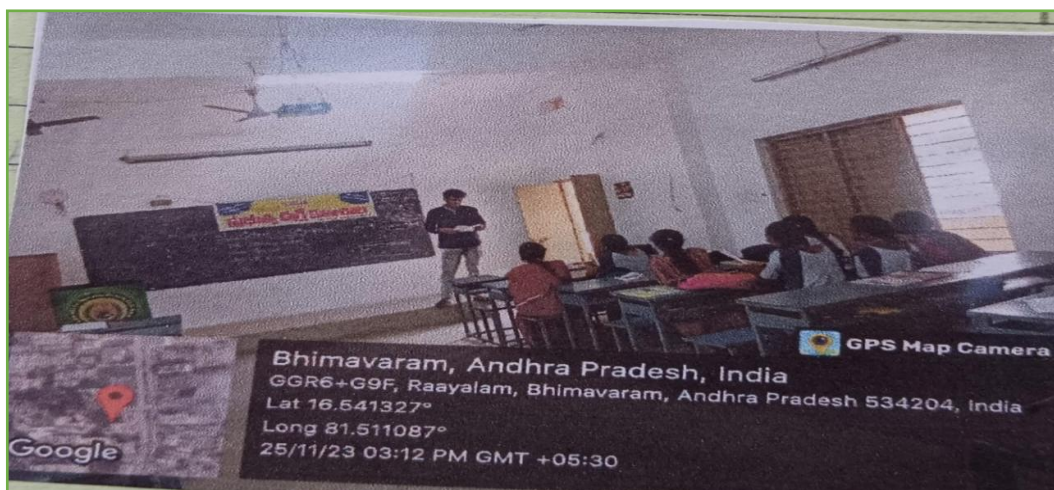 GPS Map Camera
Bhimavaram, Andhra Pradesh, India
GGR6+G9F, Raayalam, Bhimavaram, Andhra Pradesh 534204, India
Lat 16.541327°
Long 81.511087°
25/11/23 03:12 PM GMT +05:30
Google